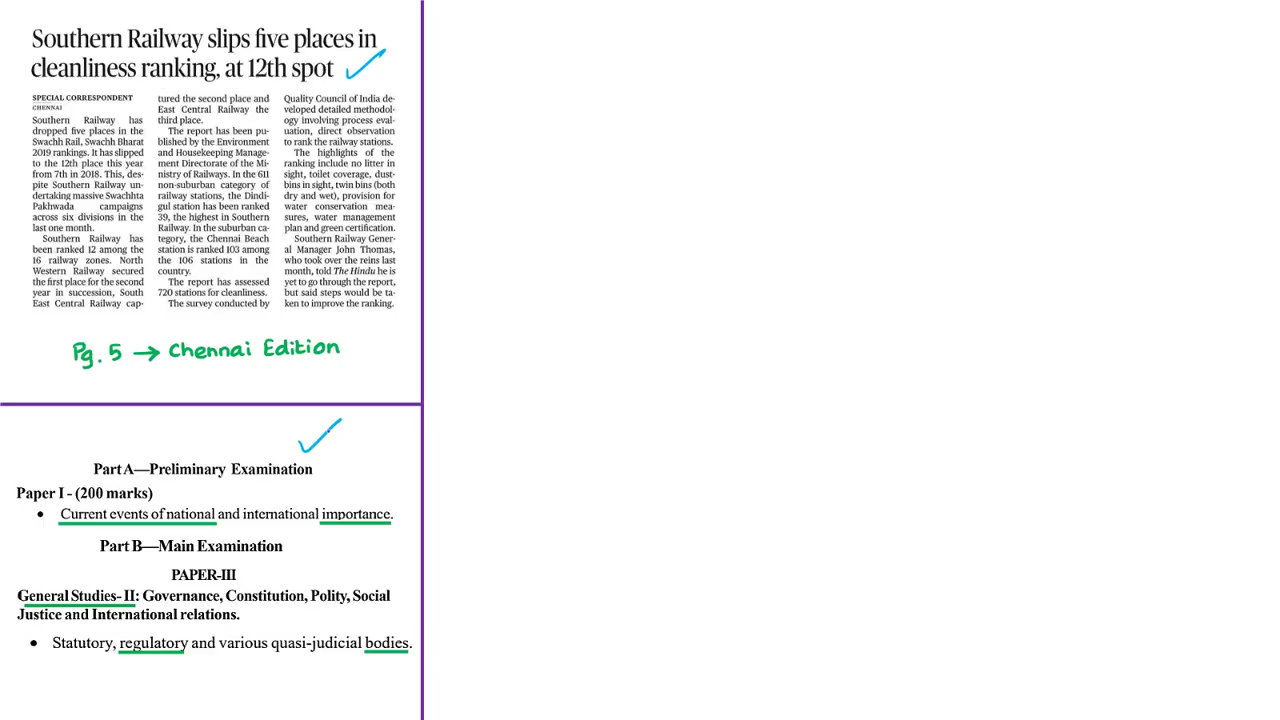 Southern Railway slips five places in
cleanliness ranking, at 12th spot
SPECIAL CORRESPONDENT
CHENNAI
Southern Railway has
dropped five places in the
Swachh Rail, Swachh Bharat
2019 rankings. It has slipped
to the 12th place this year
from 7th in 2018. This, des-
pite Southern Railway un-
dertaking massive Swachhta
Pakhwada campaigns
across six divisions in the
last one month.
Southern Railway has
been ranked 12 among the
16 railway zones. North
Western Railway secured
the first place for the second
year in succession, South
East Central Railway cap-
tured the second place and
East Central Railway the
third place.
The report has been pu-
blished by the Environment
and Housekeeping Manage-
ment Directorate of the Mi-
nistry of Railways. In the 611
non-suburban category of
railway stations, the Dindi-
gul station has been ranked
39, the highest in Southern
Railway. In the suburban ca-
tegory, the Chennai Beach
station is ranked 103 among
the 106 stations in the
country.
The report has assessed
720 stations for cleanliness.
The survey conducted by
Quality Council of India de-
veloped detailed methodol-
ogy involving process eval-
uation, direct observation
to rank the railway stations.
The highlights of the
ranking include no litter in
sight, toilet coverage, dust-
bins in sight, twin bins (both
dry and wet), provision for
water conservation mea-
sures, water management
plan and green certification.
Southern Railway Gener-
al Manager John Thomas,
who took over the reins last
month, told The Hindu he is
yet to go through the report,
but said steps would be ta-
ken to improve the ranking.
Pg. 5 → Chennai Edition
Part A—Preliminary Examination
Paper I - (200 marks)
• Current events of national and international importance.
Part B—Main Examination
PAPER-III
General Studies- II: Governance, Constitution, Polity, Social
Justice and International relations.
• Statutory, regulatory and various quasi-judicial bodies.